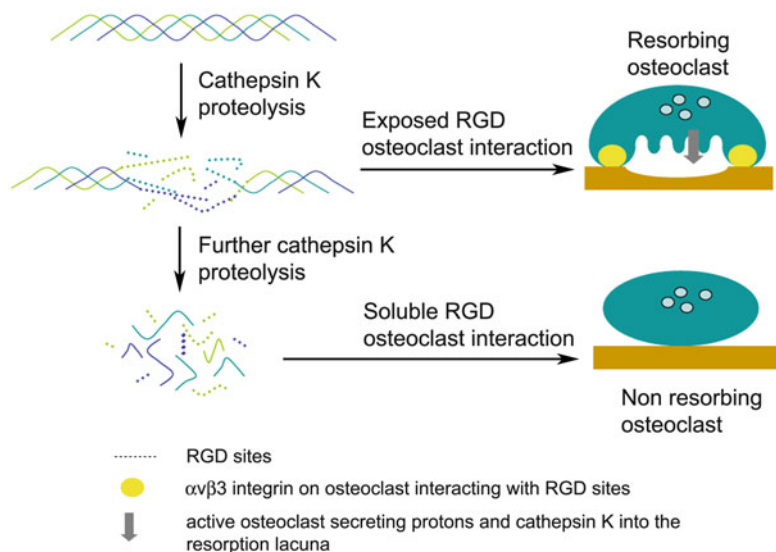 Cathepsin K
proteolysis
Resorbing
osteoclast
Exposed RGD
osteoclast interaction
Further cathepsin K
proteolysis
Soluble RGD
osteoclast interaction
Non resorbing
osteoclast
RGD sites
αvβ3 integrin on osteoclast interacting with RGD sites
active osteoclast secreting protons and cathepsin K into the
resorption lacuna